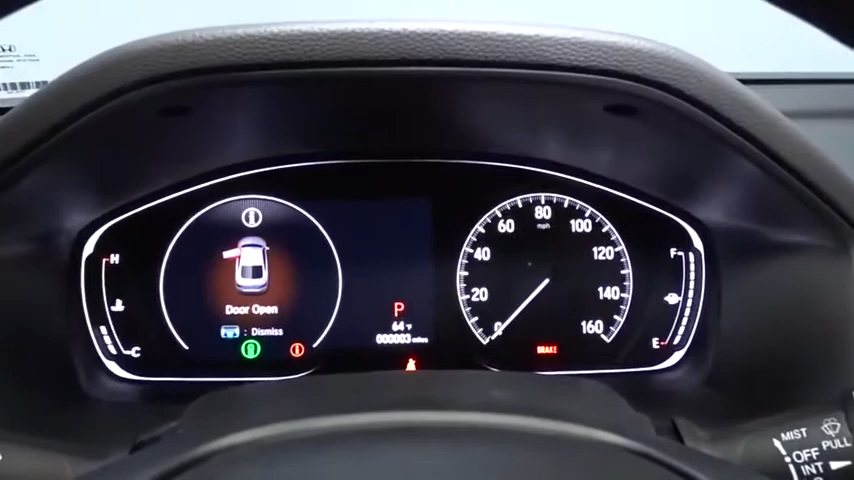 60 80 100
mph
40 120
20 140
0 160
H
C
F
E
Door Open
: Dismiss
P
64 °F
000003 miles
BRAKE
MIST
OFF
INT
PULL